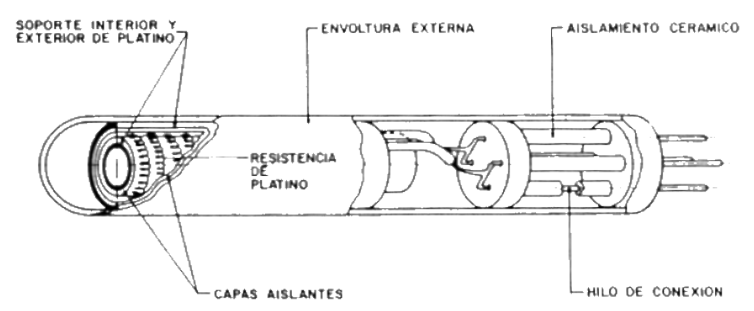 SOPORTE INTERIOR Y
EXTERIOR DE PLATINO
ENVOLTURA EXTERNA
AISLAMIENTO CERAMICO
RESISTENCIA
DE
PLATINO
CAPAS AISLANTES
HILO DE CONEXION